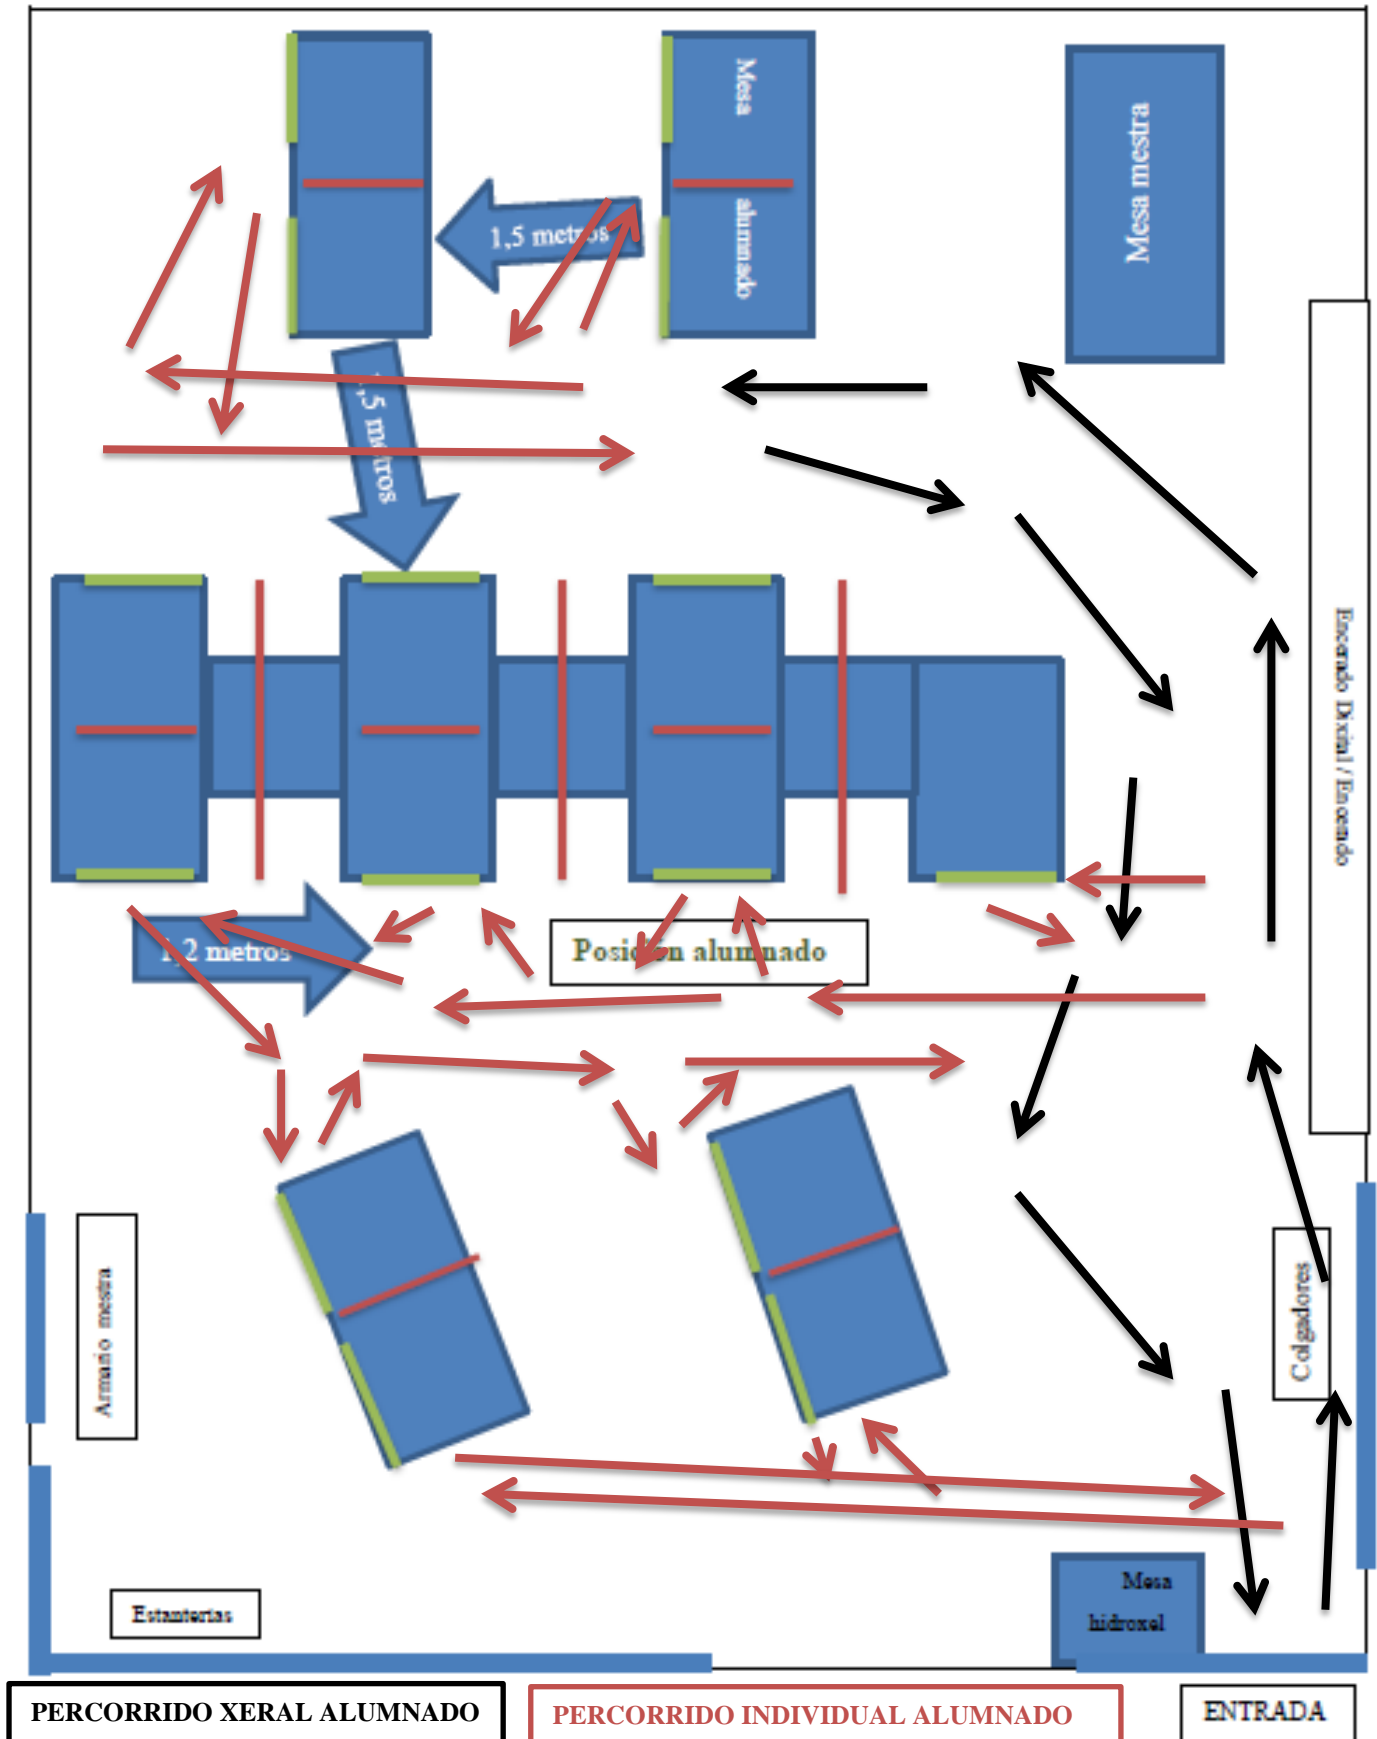 Mesa alumnado
Mesa mestra
1,5 metros
,5 metros
Encerado Dixital / Encerado
1,2 metros
Posición alumnado
Armario mestra
Colgadores
Mesa
hidroxel
Estanterías
PERCORRIDO XERAL ALUMNADO
PERCORRIDO INDIVIDUAL ALUMNADO
ENTRADA